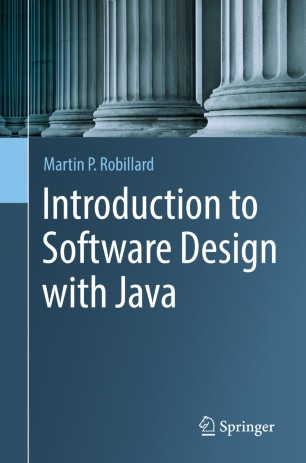 Martin P. Robillard
Introduction to
Software Design
with Java
Springer